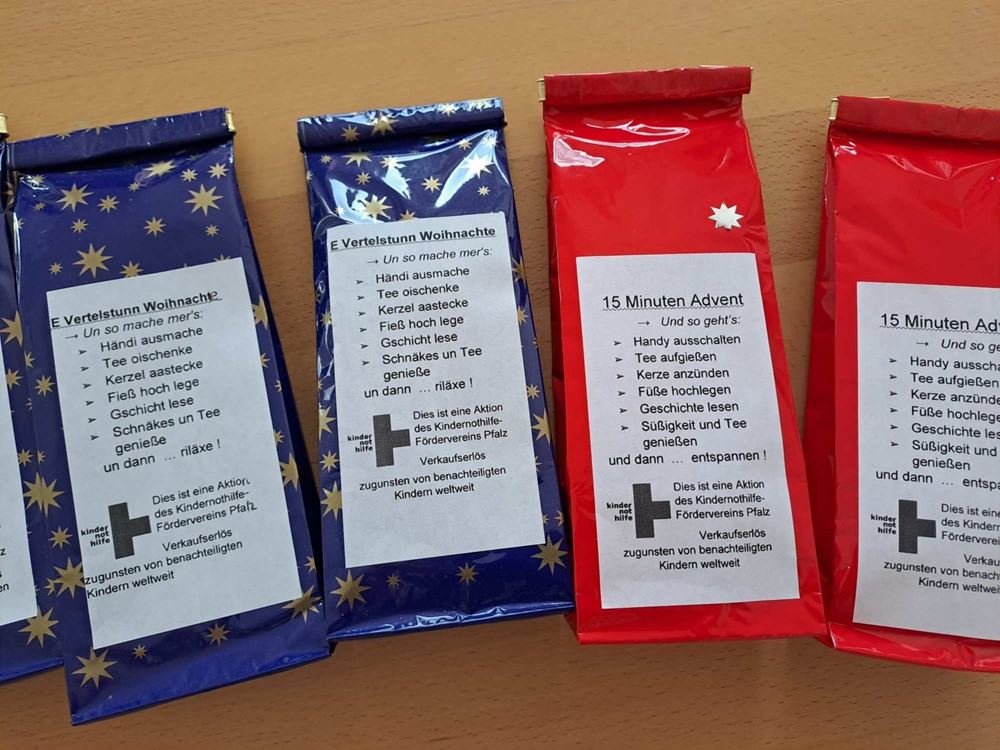 z
en
E Vertelstunn Woihnachte
→ Un so mache mer's:
➢ Händi ausmache
➢ Tee oischenke
➢ Kerzel aastecke
➢ Fieß hoch lege
➢ Gschicht lese
➢ Schnäkes un Tee
genieße
un dann ... riläxe !
kinder
not
hilfe
Dies ist eine Aktion
des Kindernothilfe-
Fördervereins Pfalz
Verkaufserlös
zugunsten von benachteiligten
Kindern weltweit
E Vertelstunn Woihnachte
→ Un so mache mer's:
➢ Händi ausmache
➢ Tee oischenke
➢ Kerzel aastecke
➢ Fieß hoch lege
➢ Gschicht lese
➢ Schnäkes un Tee
genieße
un dann ... riläxe !
kinder
not
hilfe
Dies ist eine Aktion
des Kindernothilfe-
Fördervereins Pfalz
Verkaufserlös
zugunsten von benachteiligten
Kindern weltweit
15 Minuten Advent
→ Und so geht's:
➢ Handy ausschalten
➢ Tee aufgießen
➢ Kerze anzünden
➢ Füße hochlegen
➢ Geschichte lesen
➢ Süßigkeit und Tee
genießen
und dann ... entspannen !
kinder
not
hilfe
Dies ist eine Aktion
des Kindernothilfe-
Fördervereins Pfalz
Verkaufserlös
zugunsten von benachteiligten
Kindern weltweit
15 Minuten Adv
→ Und so ge
➢ Handy ausscha
➢ Tee aufgießen
➢ Kerze anzünd
➢ Füße hochlege
➢ Geschichte les
➢ Süßigkeit und
genießen
und dann ... entspa
kinder
not
hilfe
Dies ist eine
des Kindern
Fördervere
Verkau
zugunsten von benach
Kindern weltwei